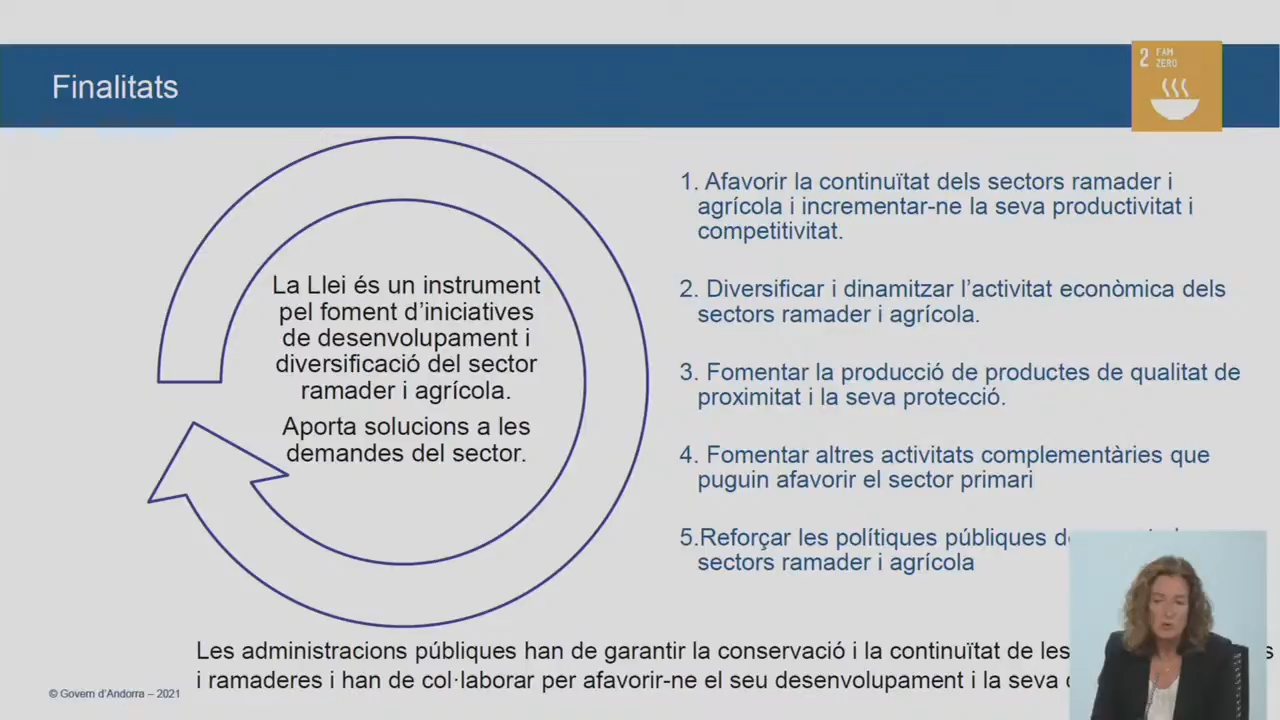 Finalitats
2 FAM
ZERO
La Llei és un instrument
pel foment d’iniciatives
de desenvolupament i
diversificació del sector
ramader i agrícola.
Aporta solucions a les
demandes del sector.
1. Afavorir la continuïtat dels sectors ramader i
agrícola i incrementar-ne la seva productivitat i
competitivitat.
2. Diversificar i dinamitzar l’activitat econòmica dels
sectors ramader i agrícola.
3. Fomentar la producció de productes de qualitat de
proximitat i la seva protecció.
4. Fomentar altres activitats complementàries que
puguin afavorir el sector primari
5.Reforçar les polítiques públiques
sectors ramader i agrícola
Les administracions públiques han de garantir la conservació i la continuïtat de les
i ramaderes i han de col·laborar per afavorir-ne el seu desenvolupament i la seva
© Govern d’Andorra – 2021